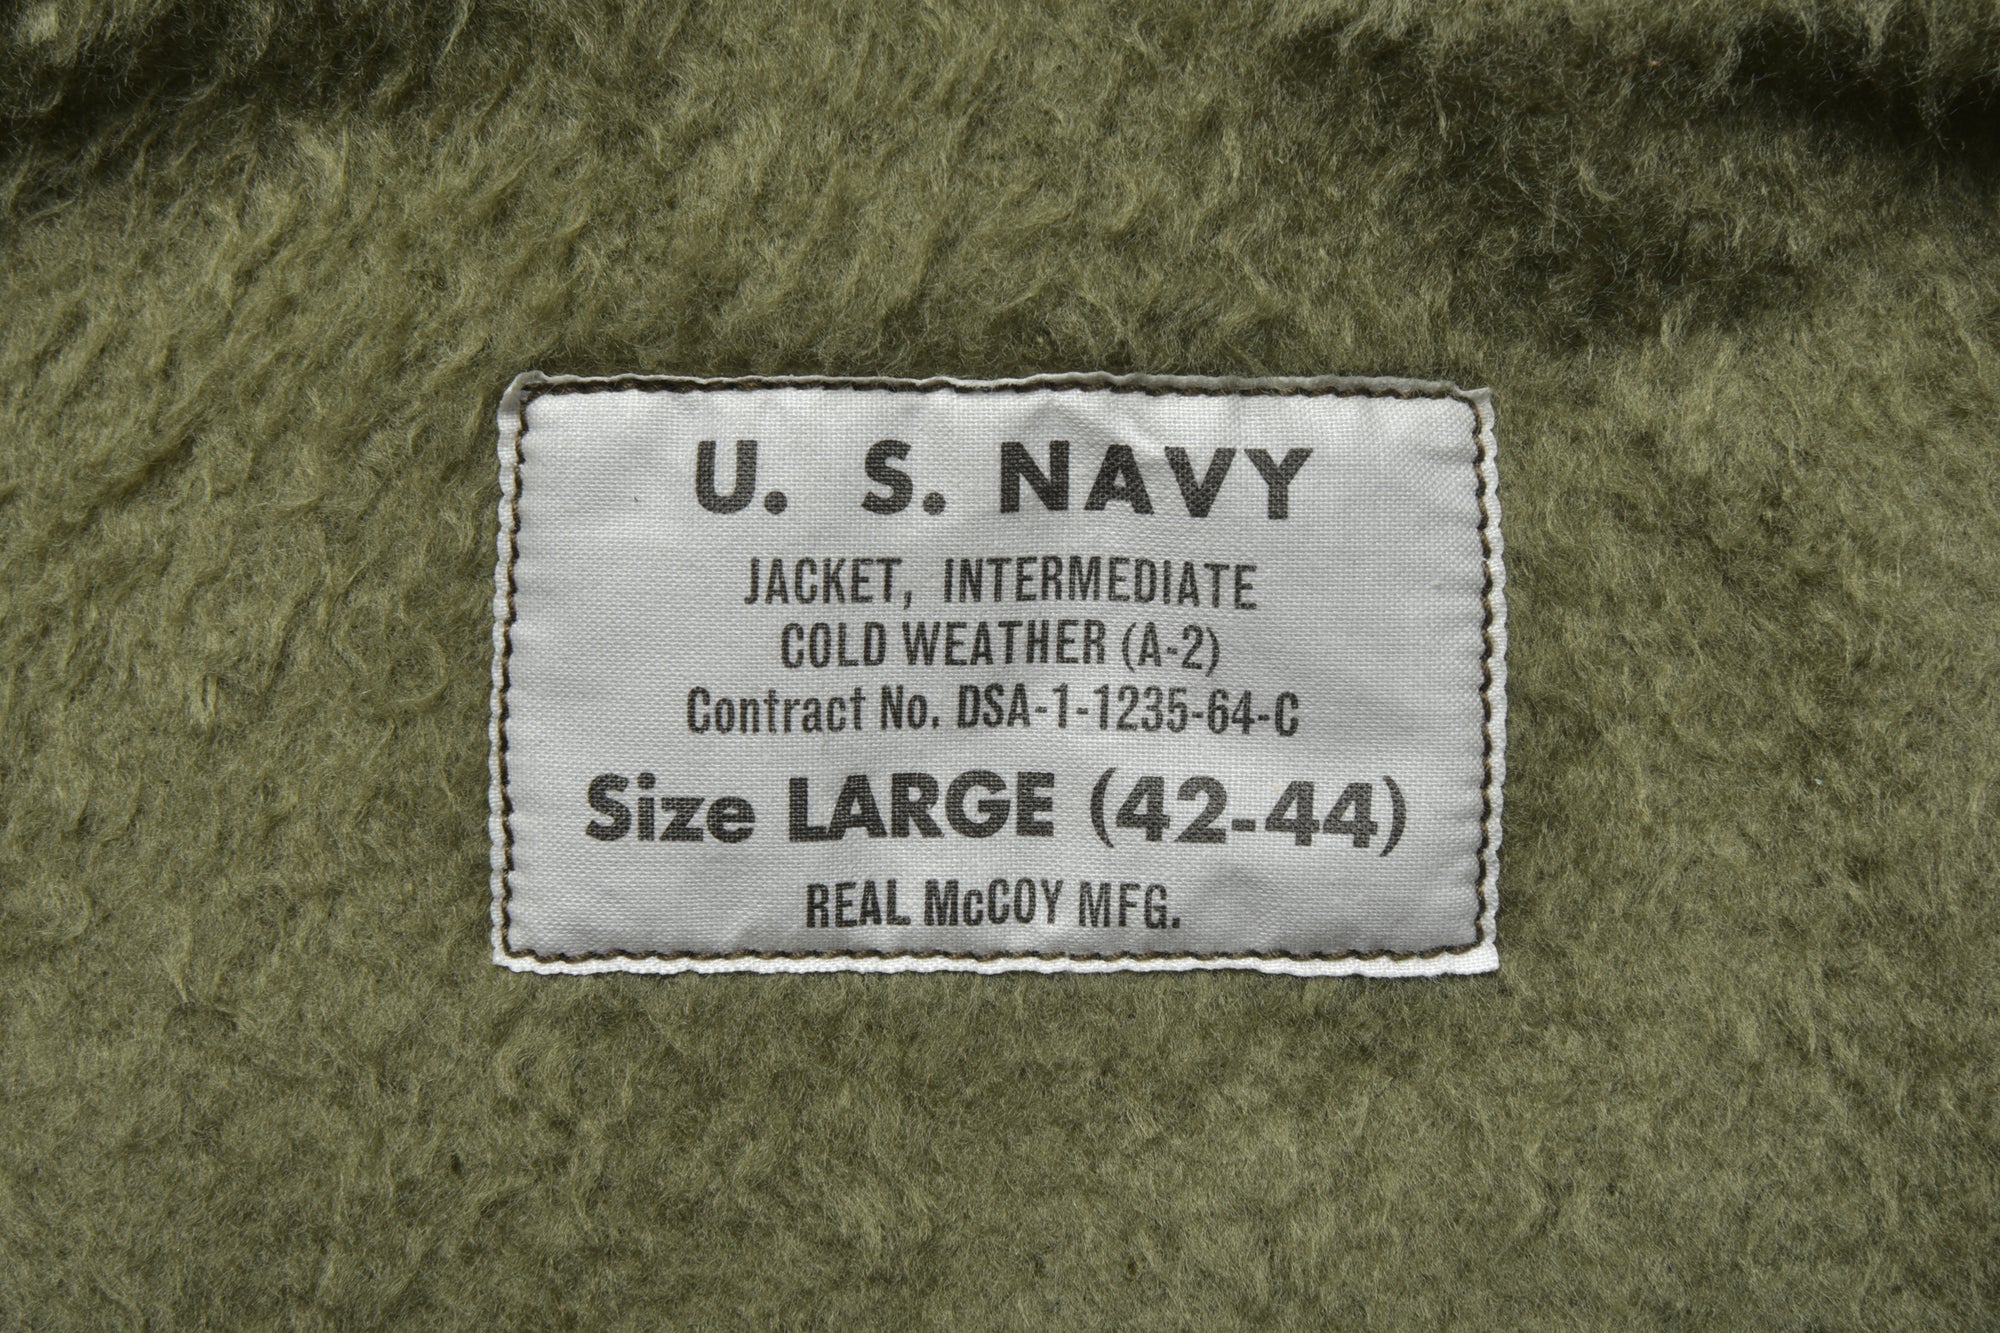 U. S. NAVY
JACKET, INTERMEDIATE
COLD WEATHER (A-2)
Contract No. DSA-1-1235-64-C
Size LARGE (42-44)
REAL McCOY MFG.